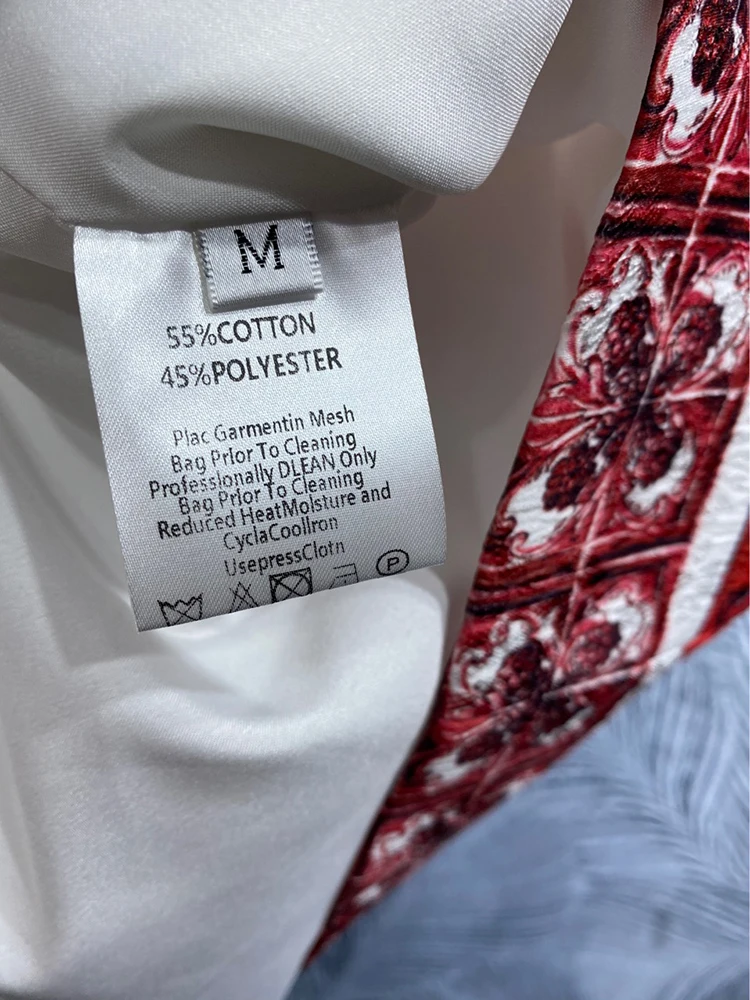 M
55%COTTON
45%POLYESTER
Plac Garmentin Mesh
Bag Prior To Cleaning
Professionally DLEAN Only
Bag Prior To Cleaning
Reduced HeatMolsture and
CyclaCoolIron
UsepressClotn
P